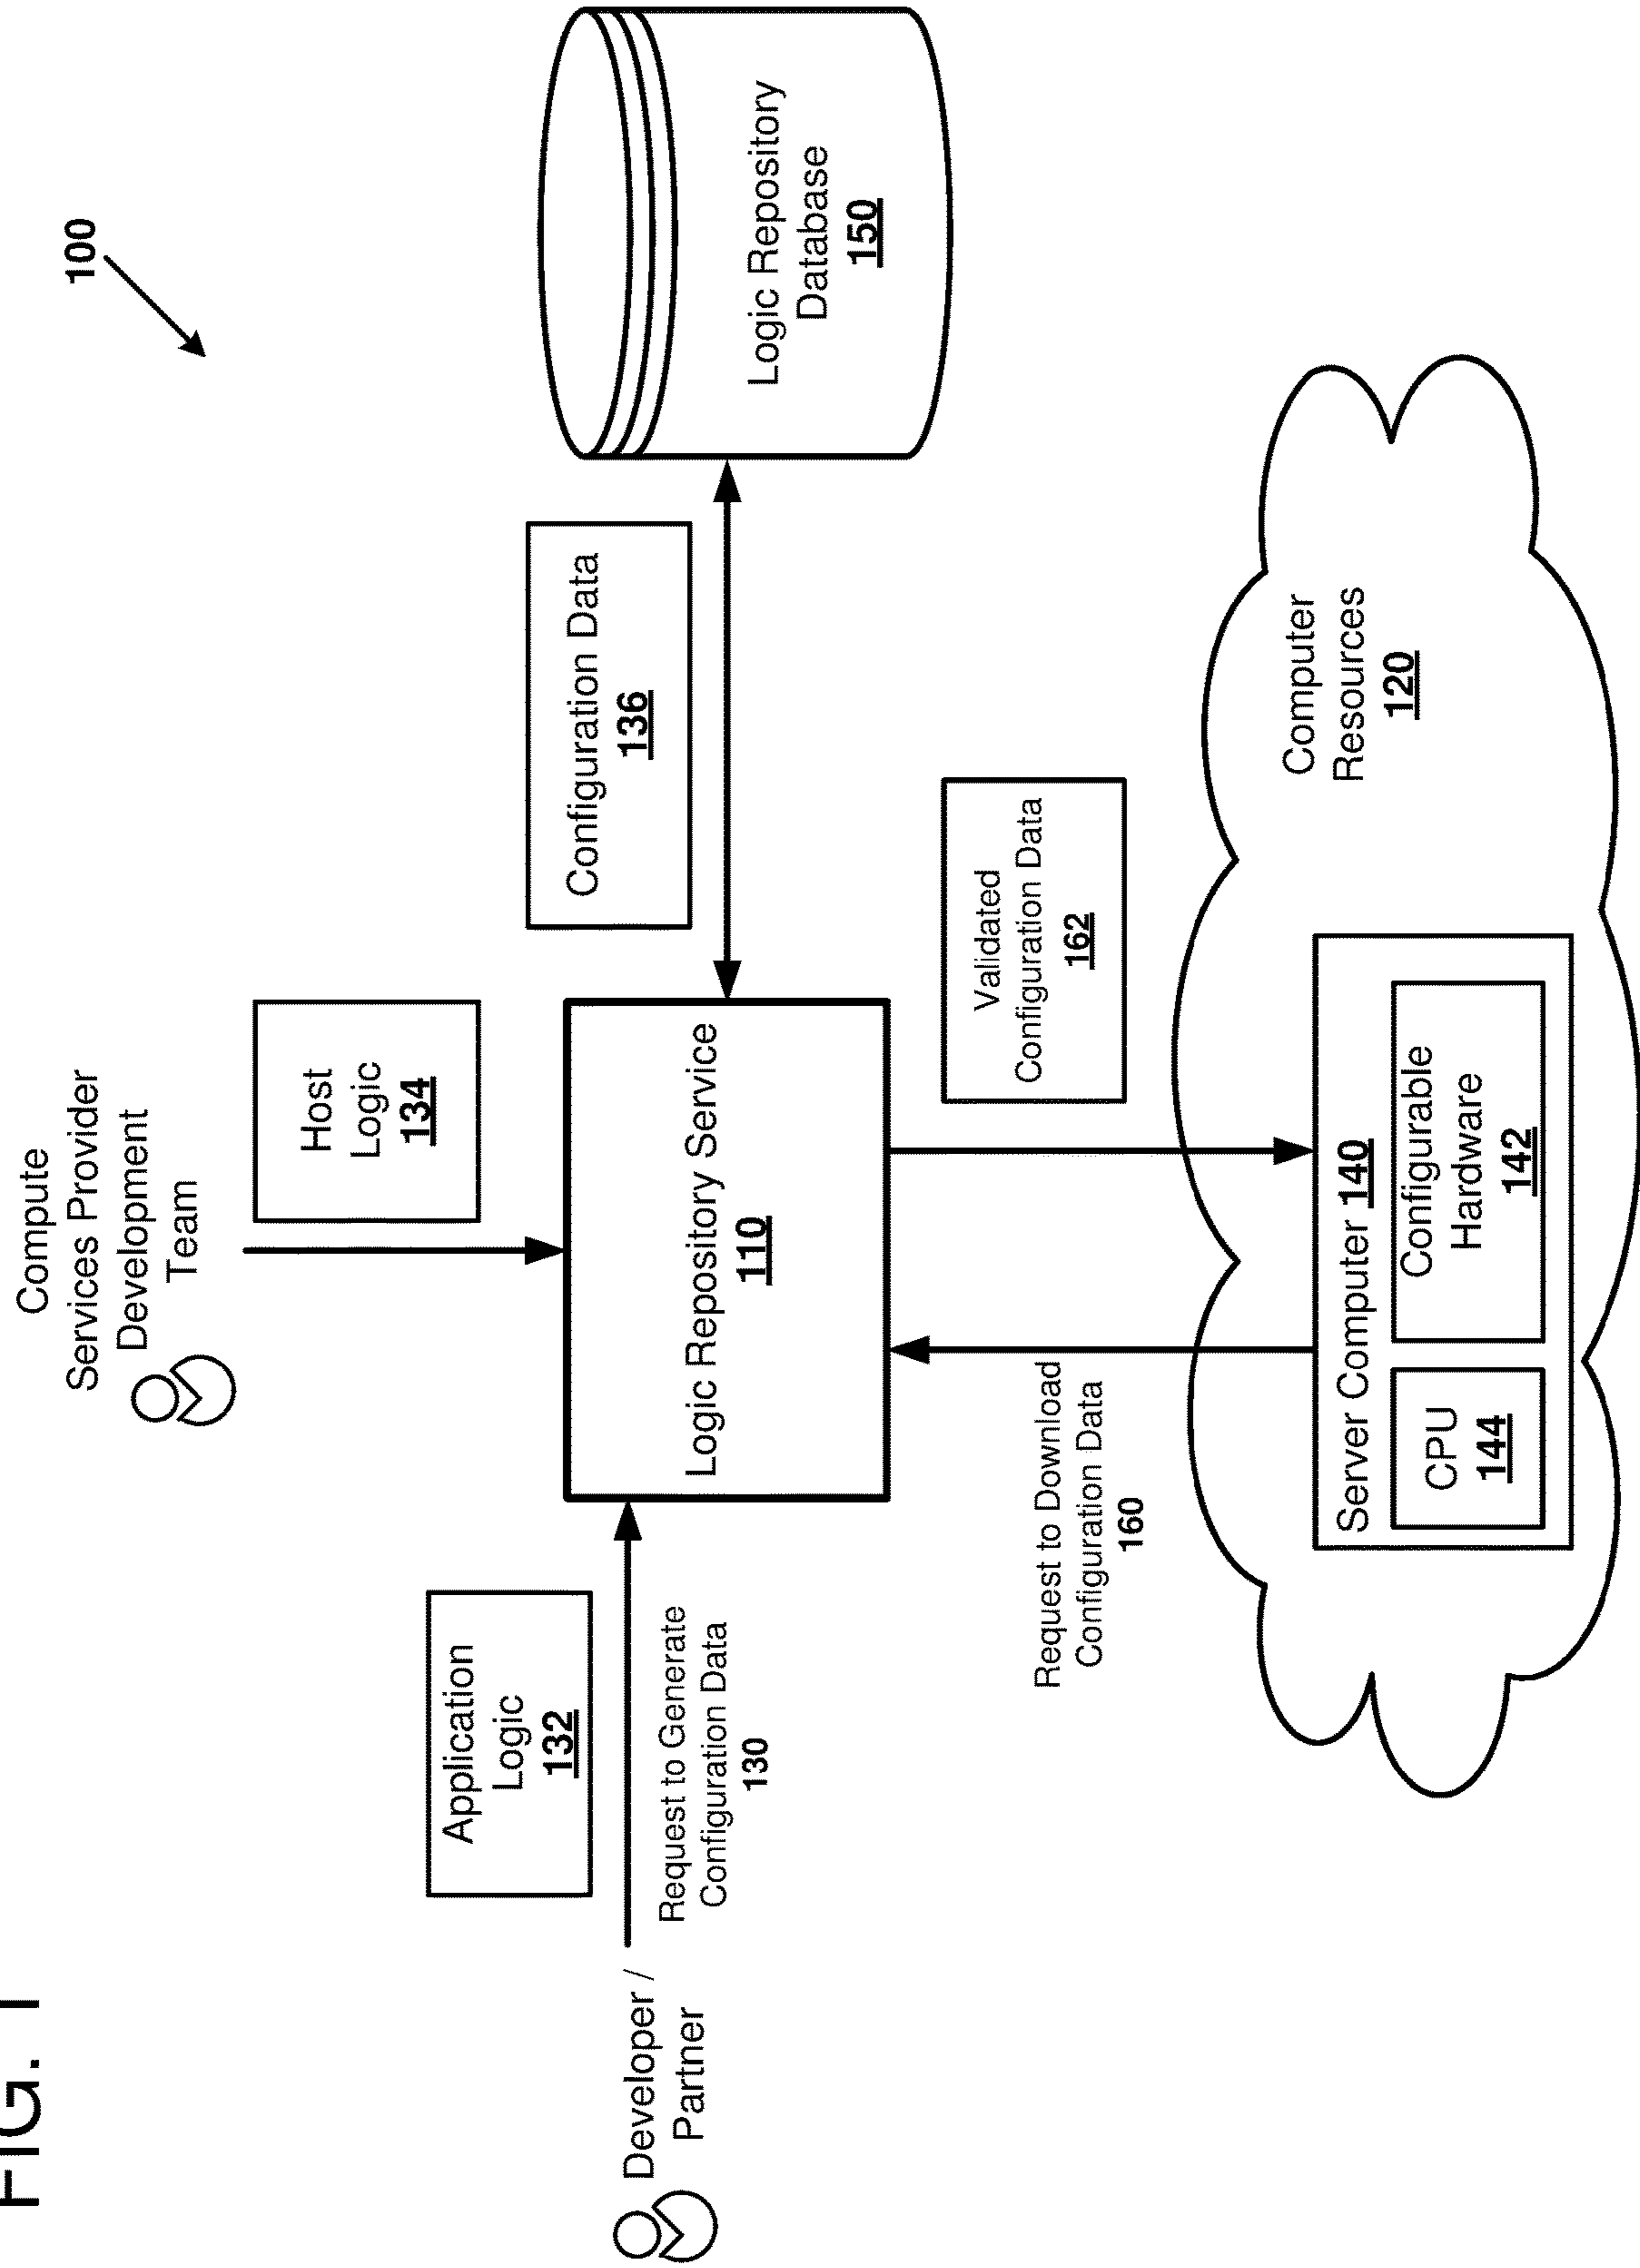 FIG. 1
100
Compute
Services Provider
Development
Team
Host
Logic
134
Application
Logic
132
Configuration Data
136
Developer /
Partner
Request to Generate
Configuration Data
130
Logic Repository Service
110
Logic Repository
Database
150
Request to Download
Configuration Data
160
Validated
Configuration Data
162
Computer
Resources
120
Server Computer 140
CPU
144
Configurable
Hardware
142